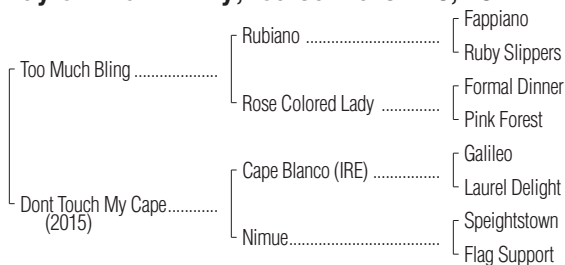 Fappiano
Rubiano ................................
Ruby Slippers
Too Much Bling ....................
Formal Dinner
Rose Colored Lady ..............
Pink Forest
Galileo
Cape Blanco (IRE) ................
Laurel Delight
Dont Touch My Cape............
(2015)
Speightstown
Nimue....................................
Flag Support